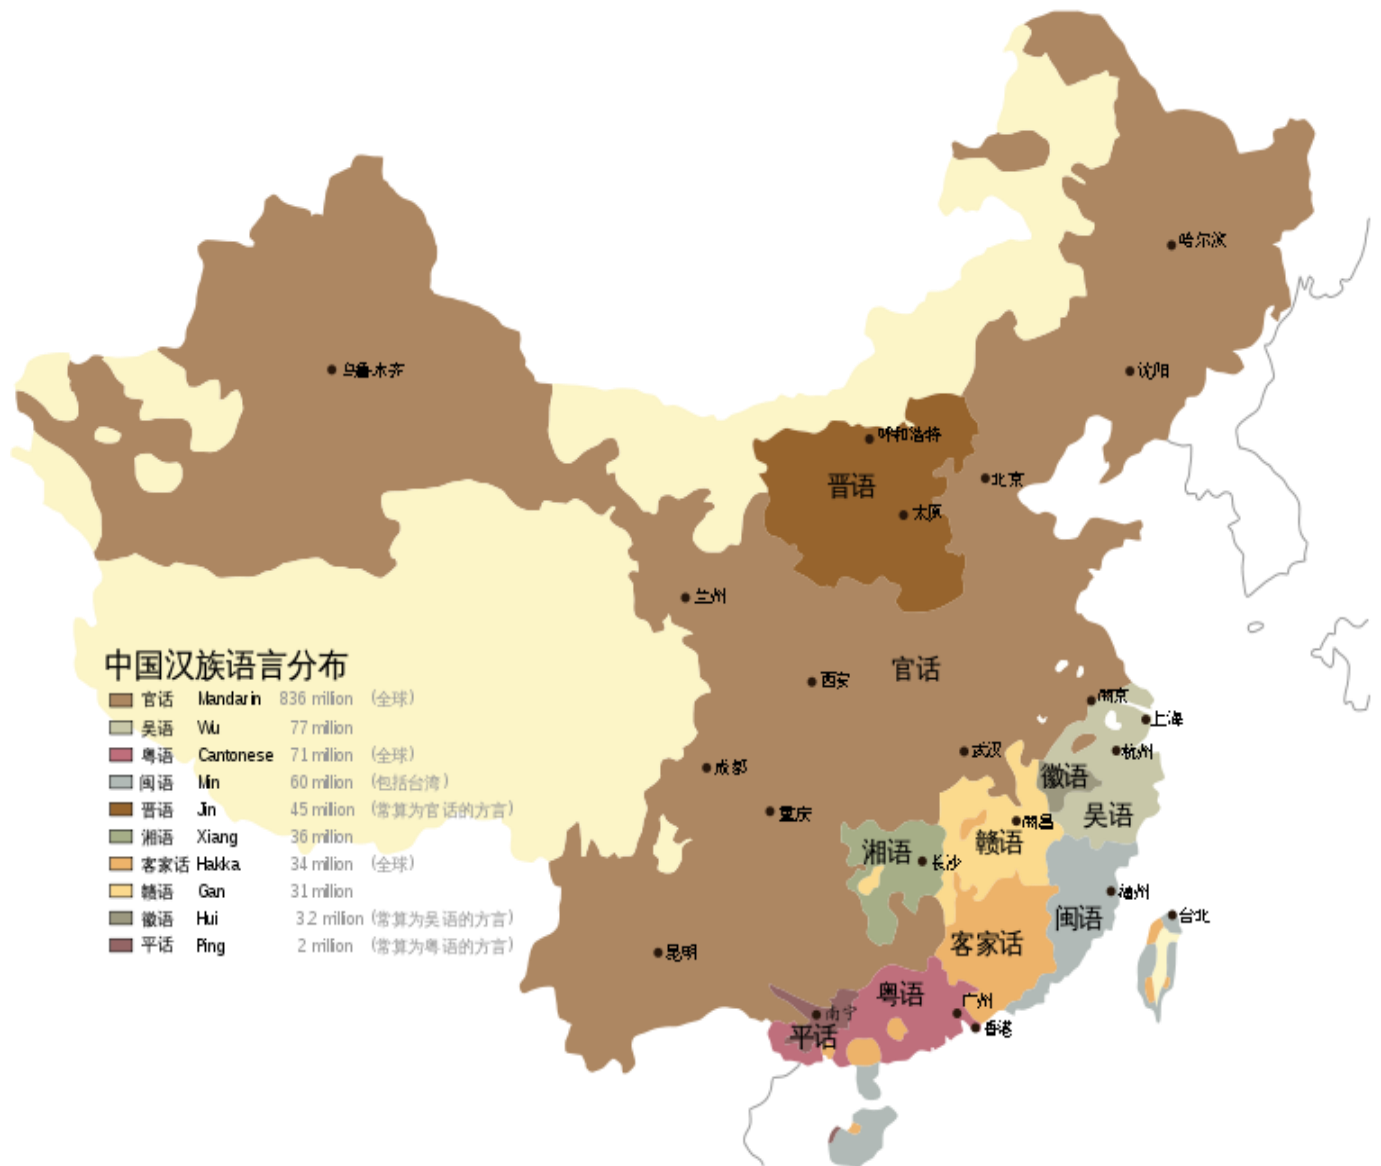 哈尔滨
乌鲁木齐
沈阳
呼和浩特
北京
晋语
太原
兰州
中国汉族语言分布
官话
西安
官话 Mandarin 836 million (全球)
南京
吴语 Wu 77 million
上海
粤语 Cantonese 71 million (全球)
武汉
杭州
闽语 Min 60 million (包括台湾)
成都
徽语
晋语 Jin 45 million (常算为官话的方言)
重庆
吴语
湘语 Xiang 36 million
南昌
赣语
湘语
长沙
客家话 Hakka 34 million (全球)
赣语 Gan 31 million
福州
徽语 Hui 3.2 million (常算为吴语的方言)
闽语
台北
平话 Ping 2 million (常算为粤语的方言)
客家话
昆明
粤语
广州
南宁
香港
平话